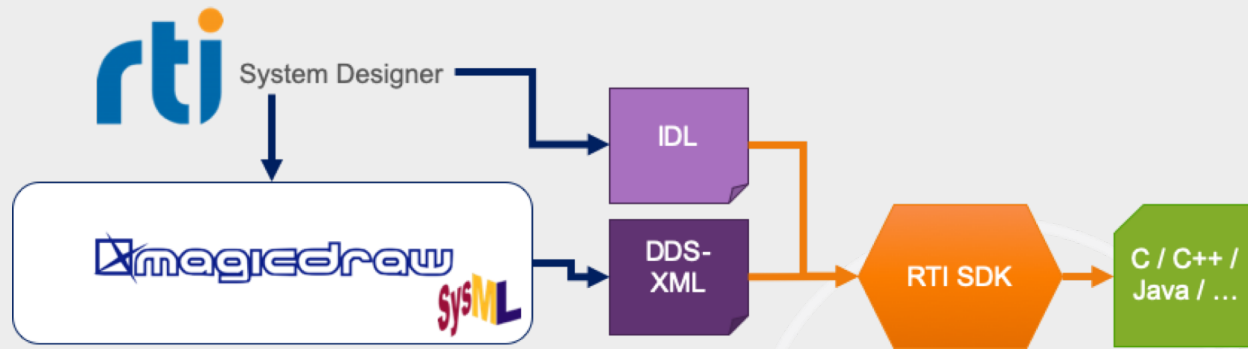 rti
System Designer
IDL
magicdraw
SysML
DDS-
XML
RTI SDK
C / C++ /
Java / ...